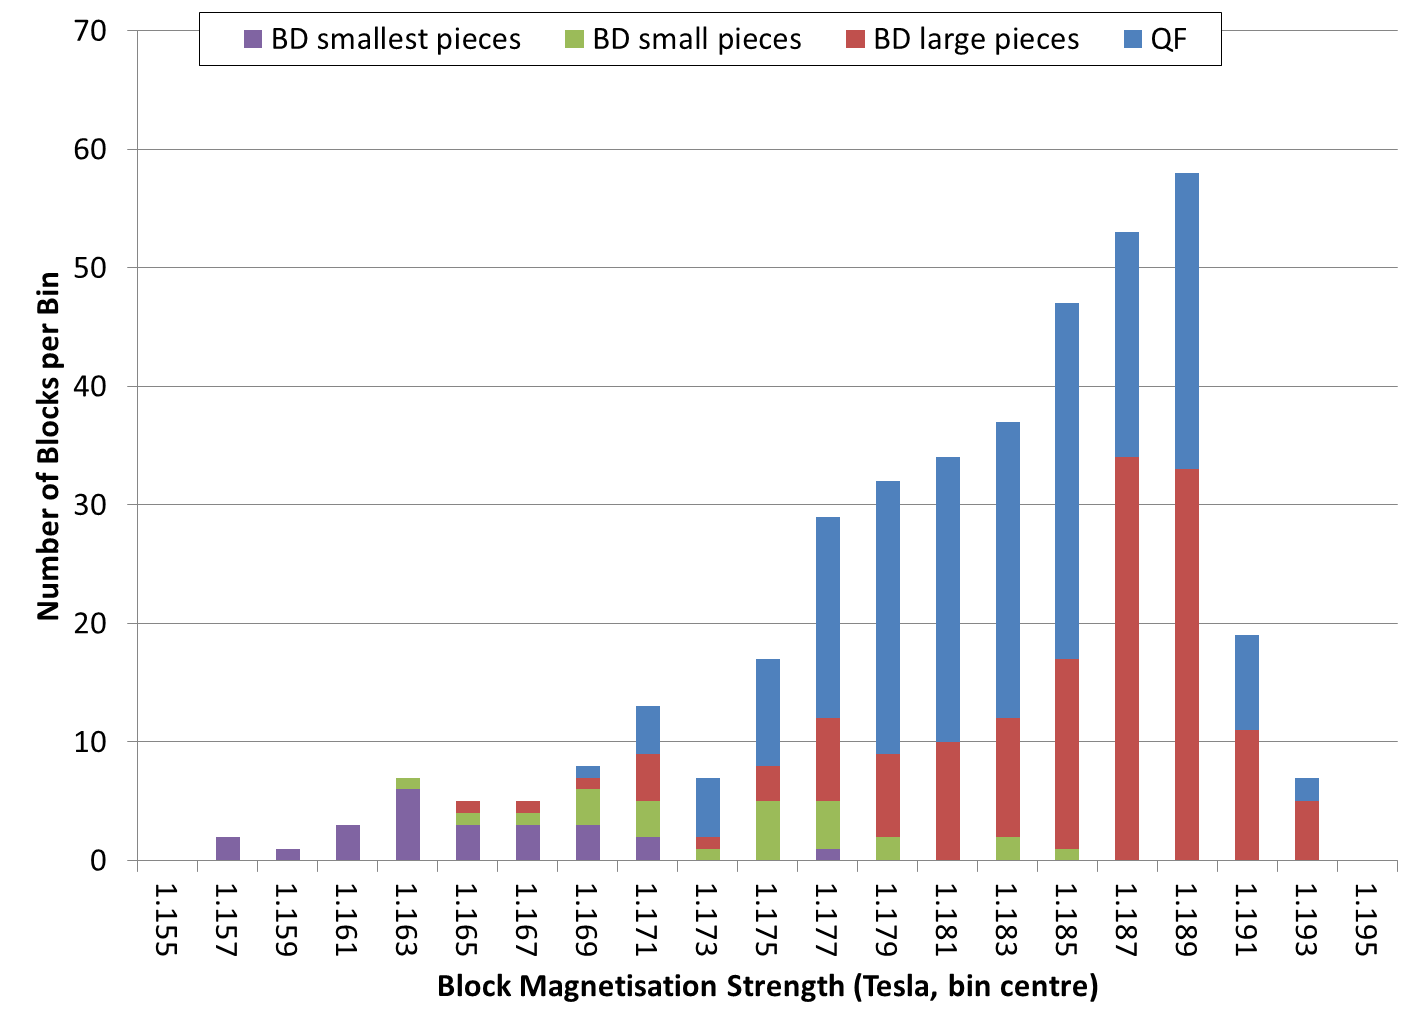 70
BD smallest pieces BD small pieces BD large pieces QF
60
50
40
30
20
10
0
Number of Blocks per Bin
1.155 1.157 1.159 1.161 1.163 1.165 1.167 1.169 1.171 1.173 1.175 1.177 1.179 1.181 1.183 1.185 1.187 1.189 1.191 1.193 1.195
Block Magnetisation Strength (Tesla, bin centre)